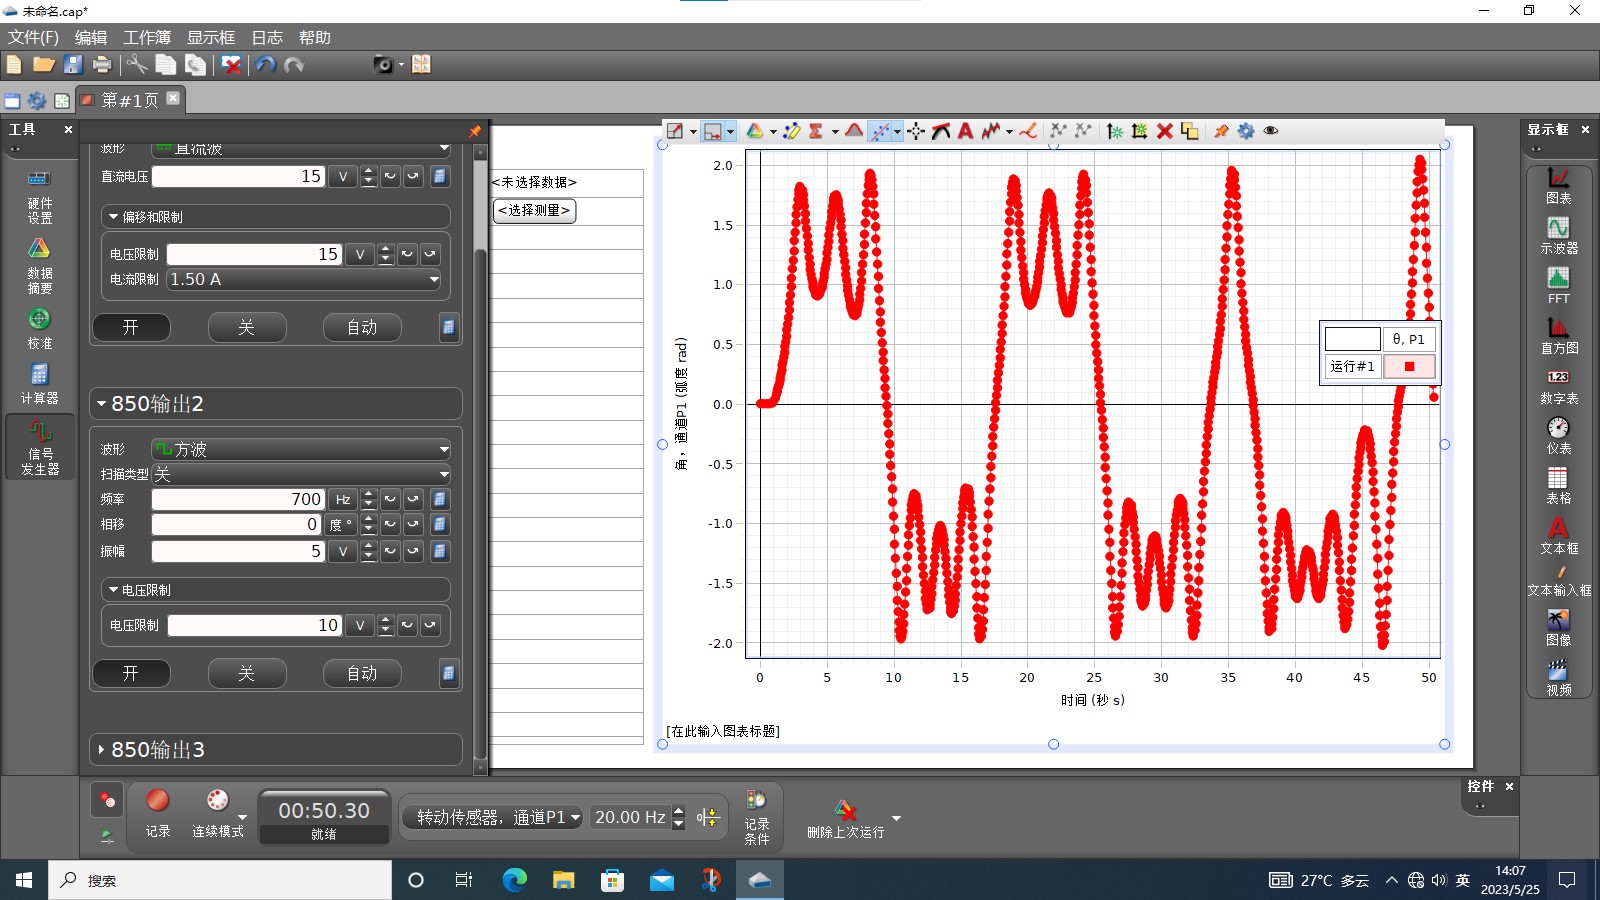 未命名.cap*
文件(F) 编辑 工作簿 显示框 日志 帮助
第#1页
工具
硬件
设置
数据
摘要
校准
计算器
信号
发生器
波形 直流波
直流电压 15 V
偏移和限制
电压限制 15 V
电流限制 1.50 A
开 关 自动
850输出2
波形 方波
扫描类型 关
频率 700 Hz
相移 0 度 °
振幅 5 V
电压限制
电压限制 10 V
开 关 自动
850输出3
<未选择数据>
<选择测量>
2.0
1.5
1.0
0.5
0.0
-0.5
-1.0
-1.5
-2.0
角，通道P1 (弧度 rad)
θ, P1
运行#1
0 5 10 15 20 25 30 35 40 45 50
时间 (秒 s)
[在此输入图表标题]
显示框
图表
示波器
FFT
直方图
1.23
数字表
仪表
表格
A
文本框
文本输入框
图像
视频
记录
连续模式
00:50.30
就绪
转动传感器，通道P1
20.00 Hz
记录
条件
删除上次运行
控件
搜索
27°C 多云
英
14:07
2023/5/25